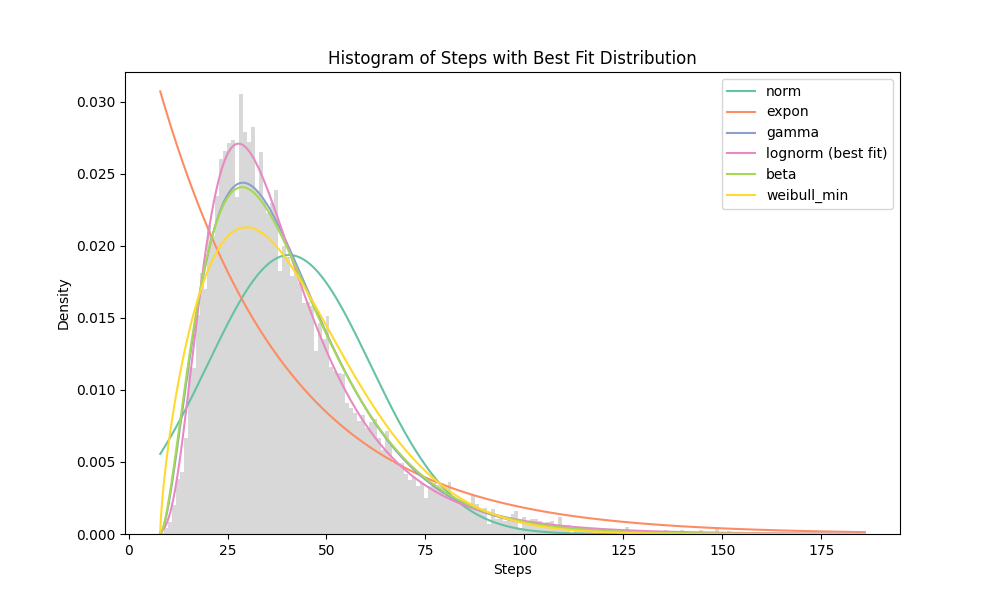 Histogram of Steps with Best Fit Distribution
norm
expon
gamma
lognorm (best fit)
beta
weibull_min
Density
0.030
0.025
0.020
0.015
0.010
0.005
0.000
0 25 50 75 100 125 150 175
Steps